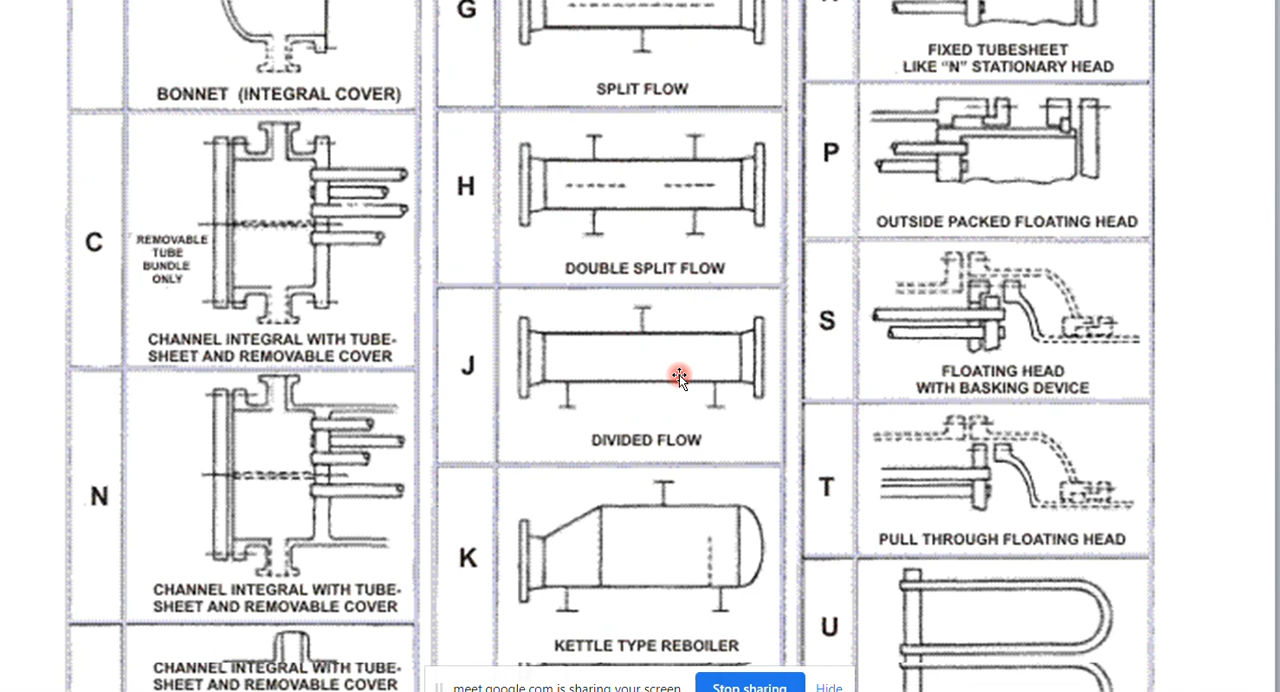 BONNET (INTEGRAL COVER)
C
REMOVABLE
TUBE
BUNDLE
ONLY
CHANNEL INTEGRAL WITH TUBE-
SHEET AND REMOVABLE COVER
N
CHANNEL INTEGRAL WITH TUBE-
SHEET AND REMOVABLE COVER
CHANNEL INTEGRAL WITH TUBE-
SHEET AND REMOVABLE COVER
G
SPLIT FLOW
H
DOUBLE SPLIT FLOW
J
DIVIDED FLOW
K
KETTLE TYPE REBOILER
FIXED TUBESHEET
LIKE “N” STATIONARY HEAD
P
OUTSIDE PACKED FLOATING HEAD
S
FLOATING HEAD
WITH BASKING DEVICE
T
PULL THROUGH FLOATING HEAD
U
meet.google.com is sharing your screen.
Stop sharing
Hide